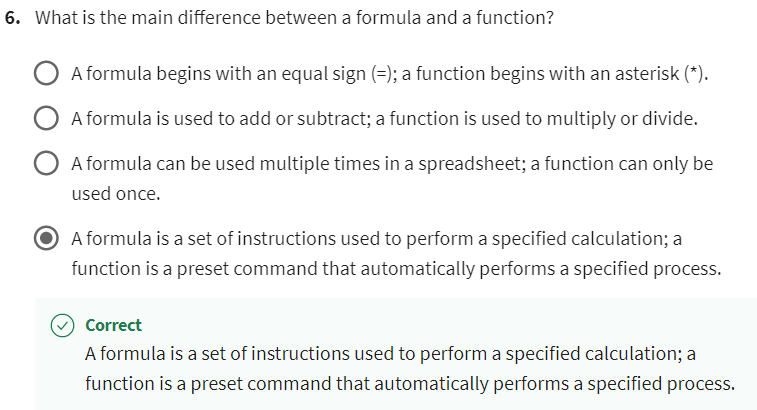 6. What is the main difference between a formula and a function?
A formula begins with an equal sign (=); a function begins with an asterisk (*).
A formula is used to add or subtract; a function is used to multiply or divide.
A formula can be used multiple times in a spreadsheet; a function can only be
used once.
A formula is a set of instructions used to perform a specified calculation; a
function is a preset command that automatically performs a specified process.
Correct
A formula is a set of instructions used to perform a specified calculation; a
function is a preset command that automatically performs a specified process.